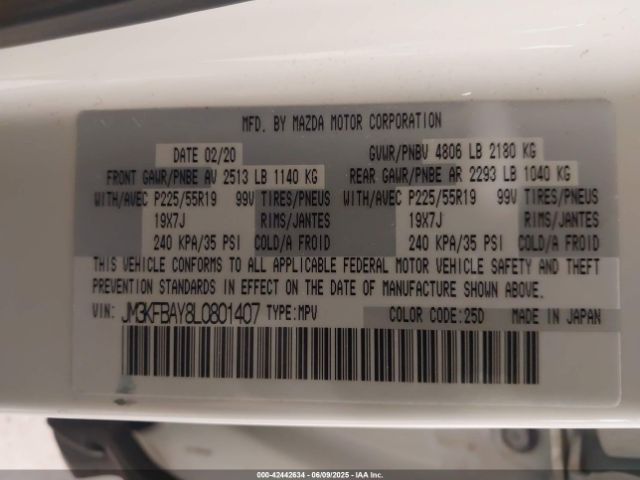 MFD. BY MAZDA MOTOR CORPORATION
DATE 02/20 GVWR/PNBV 4806 LB 2180 KG
FRONT GAWR/PNBE AV 2513 LB 1140 KG REAR GAWR/PNBE AR 2293 LB 1040 KG
WITH/AVEC P225/55R19 99V TIRES/PNEUS WITH/AVEC P225/55R19 99V TIRES/PNEUS
19X7J RIMS/JANTES 19X7J RIMS/JANTES
240 KPA/35 PSI COLD/A FROID 240 KPA/35 PSI COLD/A FROID
THIS VEHICLE CONFORMS TO ALL APPLICABLE FEDERAL MOTOR VEHICLE SAFETY AND THEFT
PREVENTION STANDARDS IN EFFECT ON THE DATE OF MANUFACTURE SHOWN ABOVE.
VIN: JM3KFBAY8L0801407 TYPE:MPV COLOR CODE:25D MADE IN JAPAN
000-42442634 - 06/09/2025 - IAAI.COM